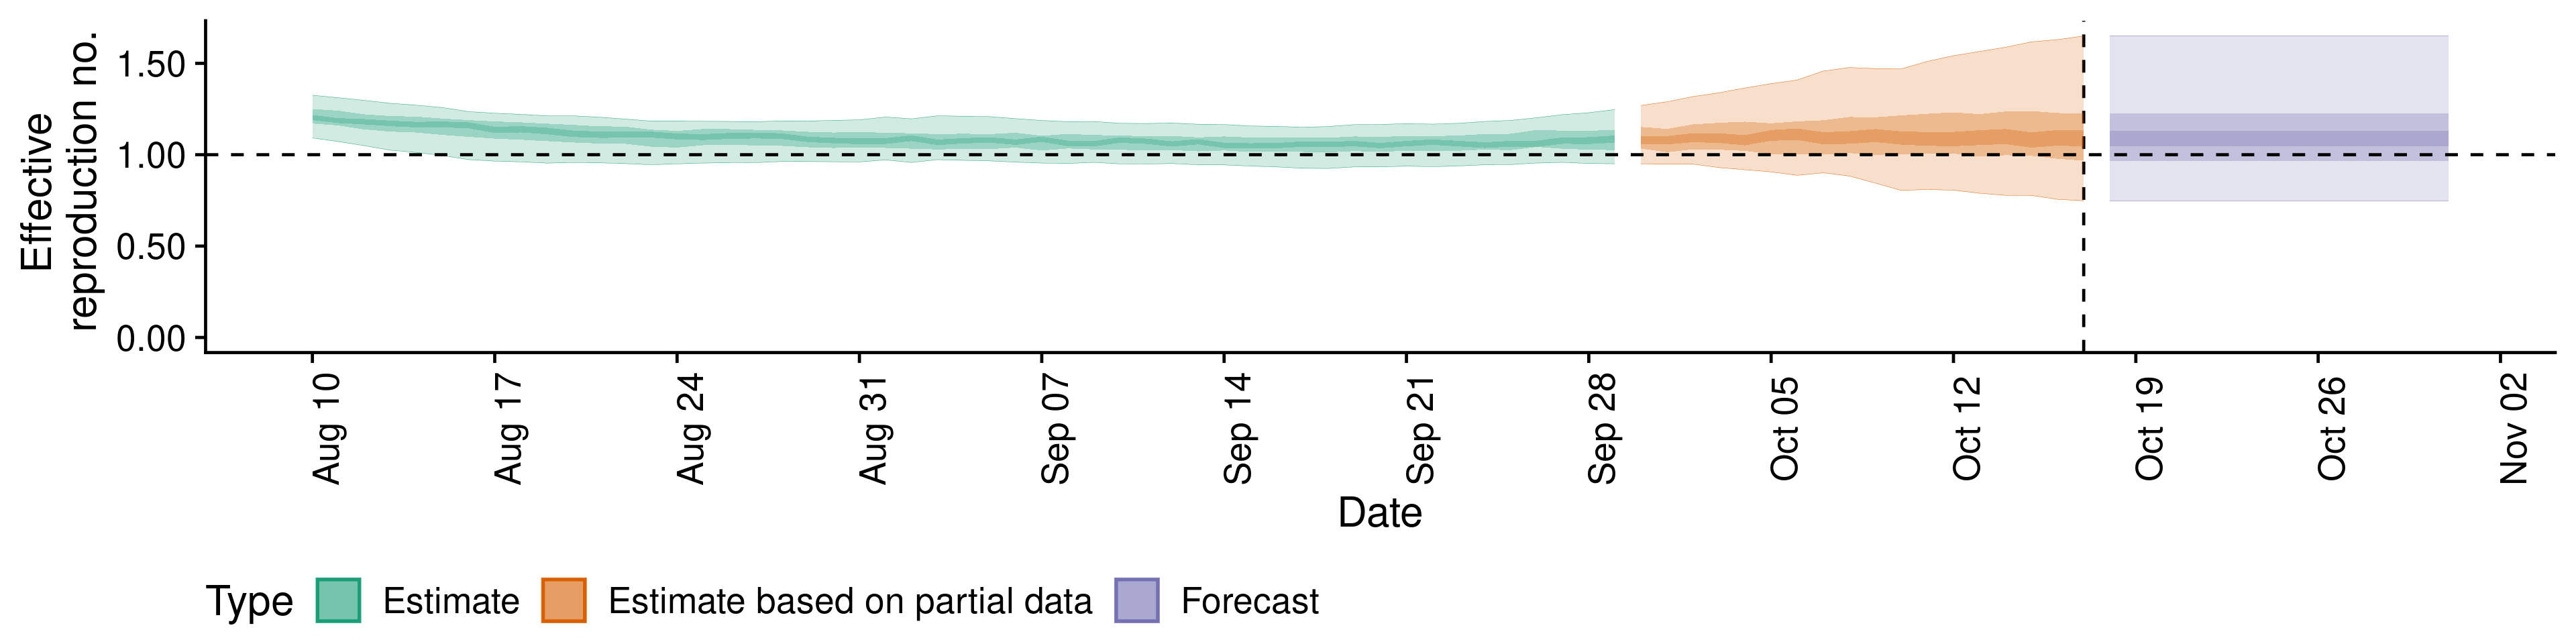 Effective
reproduction no.
1.50
1.00
0.50
0.00
Aug 10
Aug 17
Aug 24
Aug 31
Sep 07
Sep 14
Sep 21
Sep 28
Oct 05
Oct 12
Oct 19
Oct 26
Nov 02
Date
Type Estimate Estimate based on partial data Forecast